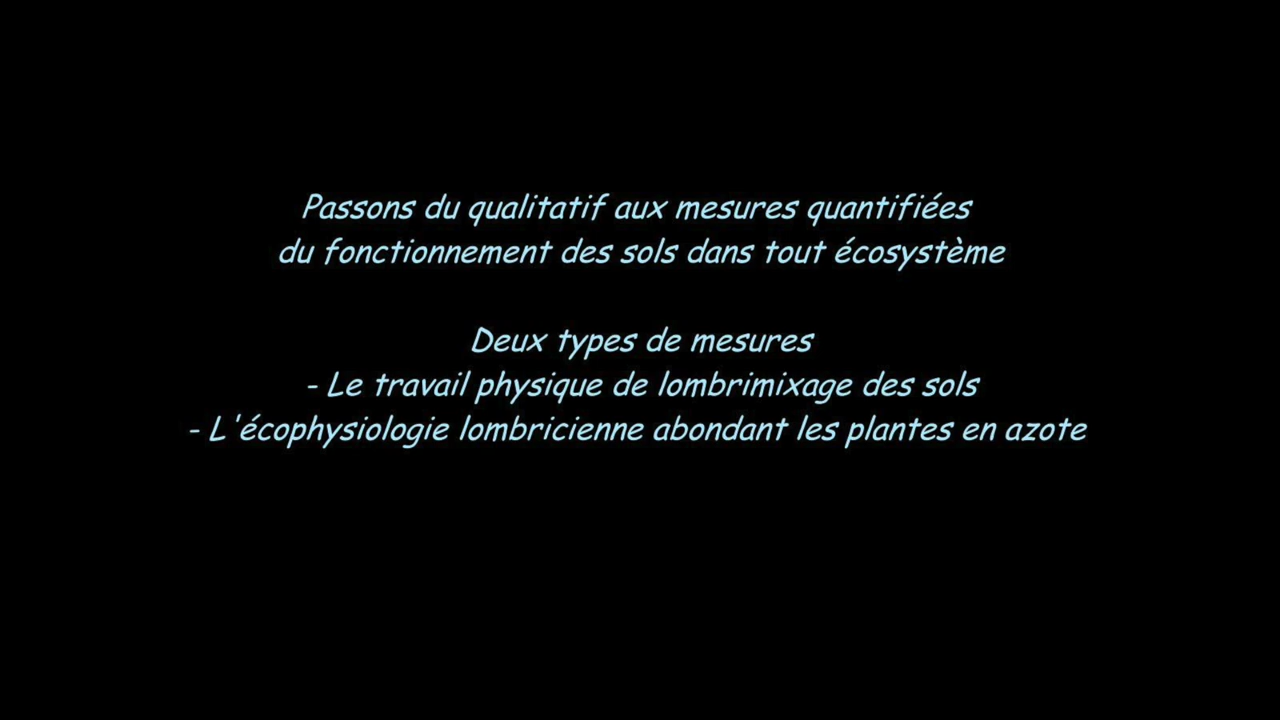 Passons du qualitatif aux mesures quantifiées
du fonctionnement des sols dans tout écosystème
Deux types de mesures
- Le travail physique de lombrimixage des sols
- L'écophysiologie lombricienne abondant les plantes en azote